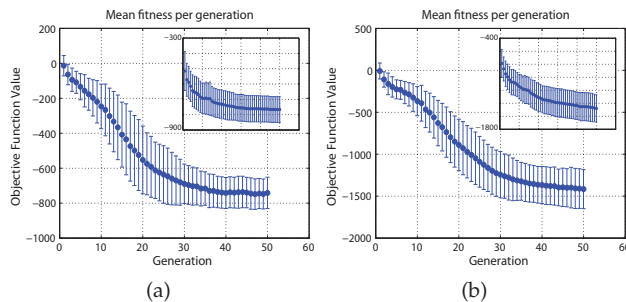 Mean fitness per generation
200
0
−200
−400
−600
−800
−1000
0 10 20 30 40 50 60
Objective Function Value
Generation
−300
−900
(a)
Mean fitness per generation
500
0
−500
−1000
−1500
−2000
0 10 20 30 40 50 60
Objective Function Value
Generation
−400
−1800
(b)